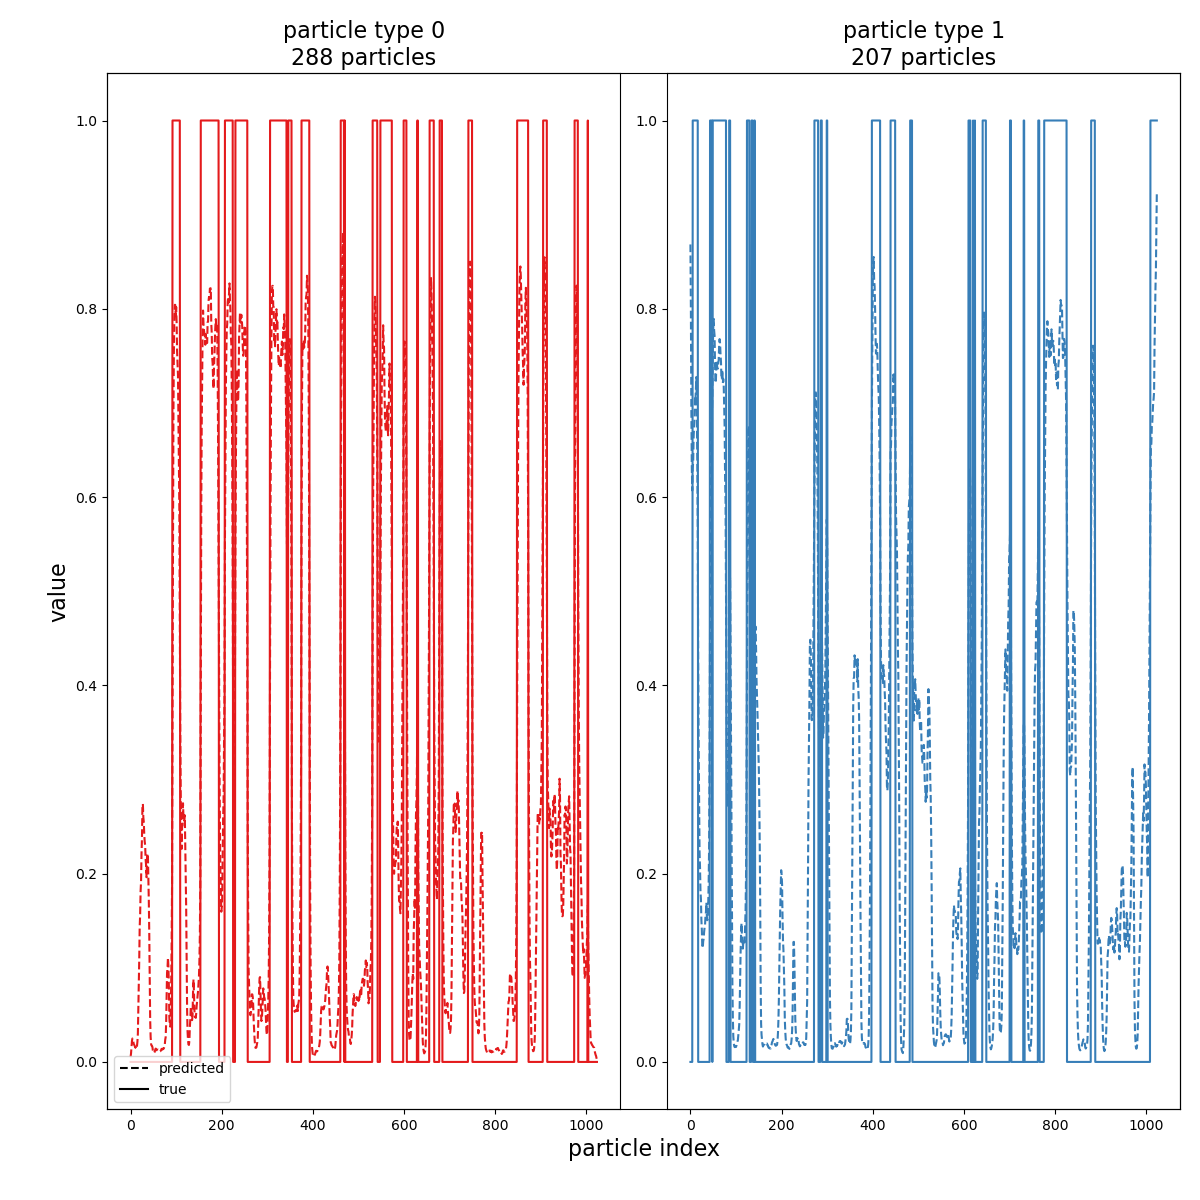 particle type 0
288 particles
particle type 1
207 particles
value
1.0
0.8
0.6
0.4
0.2
0.0
1.0
0.8
0.6
0.4
0.2
0.0
predicted
true
0 200 400 600 800 1000
0 200 400 600 800 1000
particle index